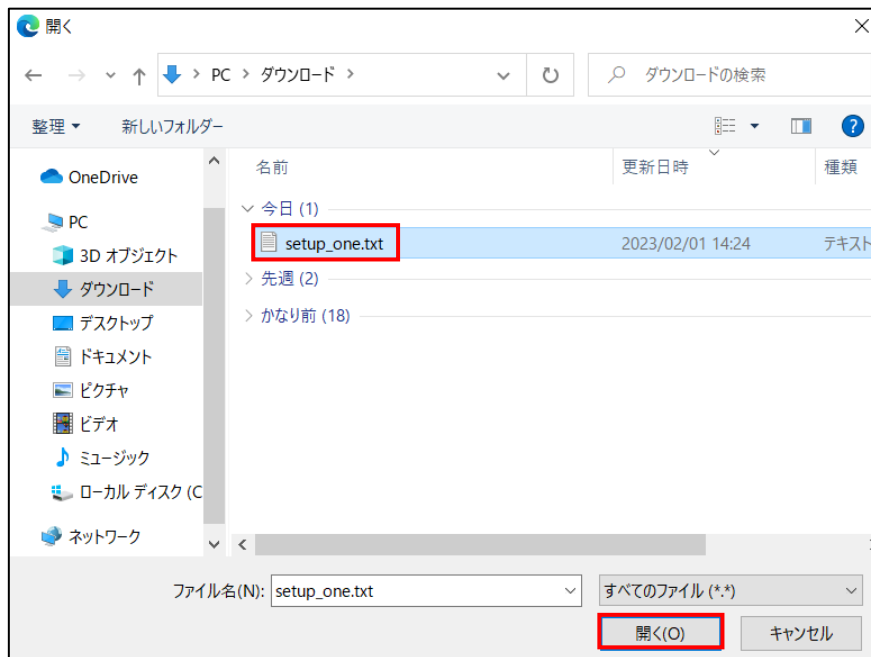 開く
PC > ダウンロード >
ダウンロードの検索
整理
新しいフォルダー
名前
更新日時
種類
OneDrive
PC
3D オブジェクト
ダウンロード
デスクトップ
ドキュメント
ピクチャ
ビデオ
ミュージック
ローカル ディスク (C
ネットワーク
今日 (1)
setup_one.txt
2023/02/01 14:24
テキスト
先週 (2)
かなり前 (18)
ファイル名(N):
setup_one.txt
すべてのファイル (*.*)
開く(O)
キャンセル